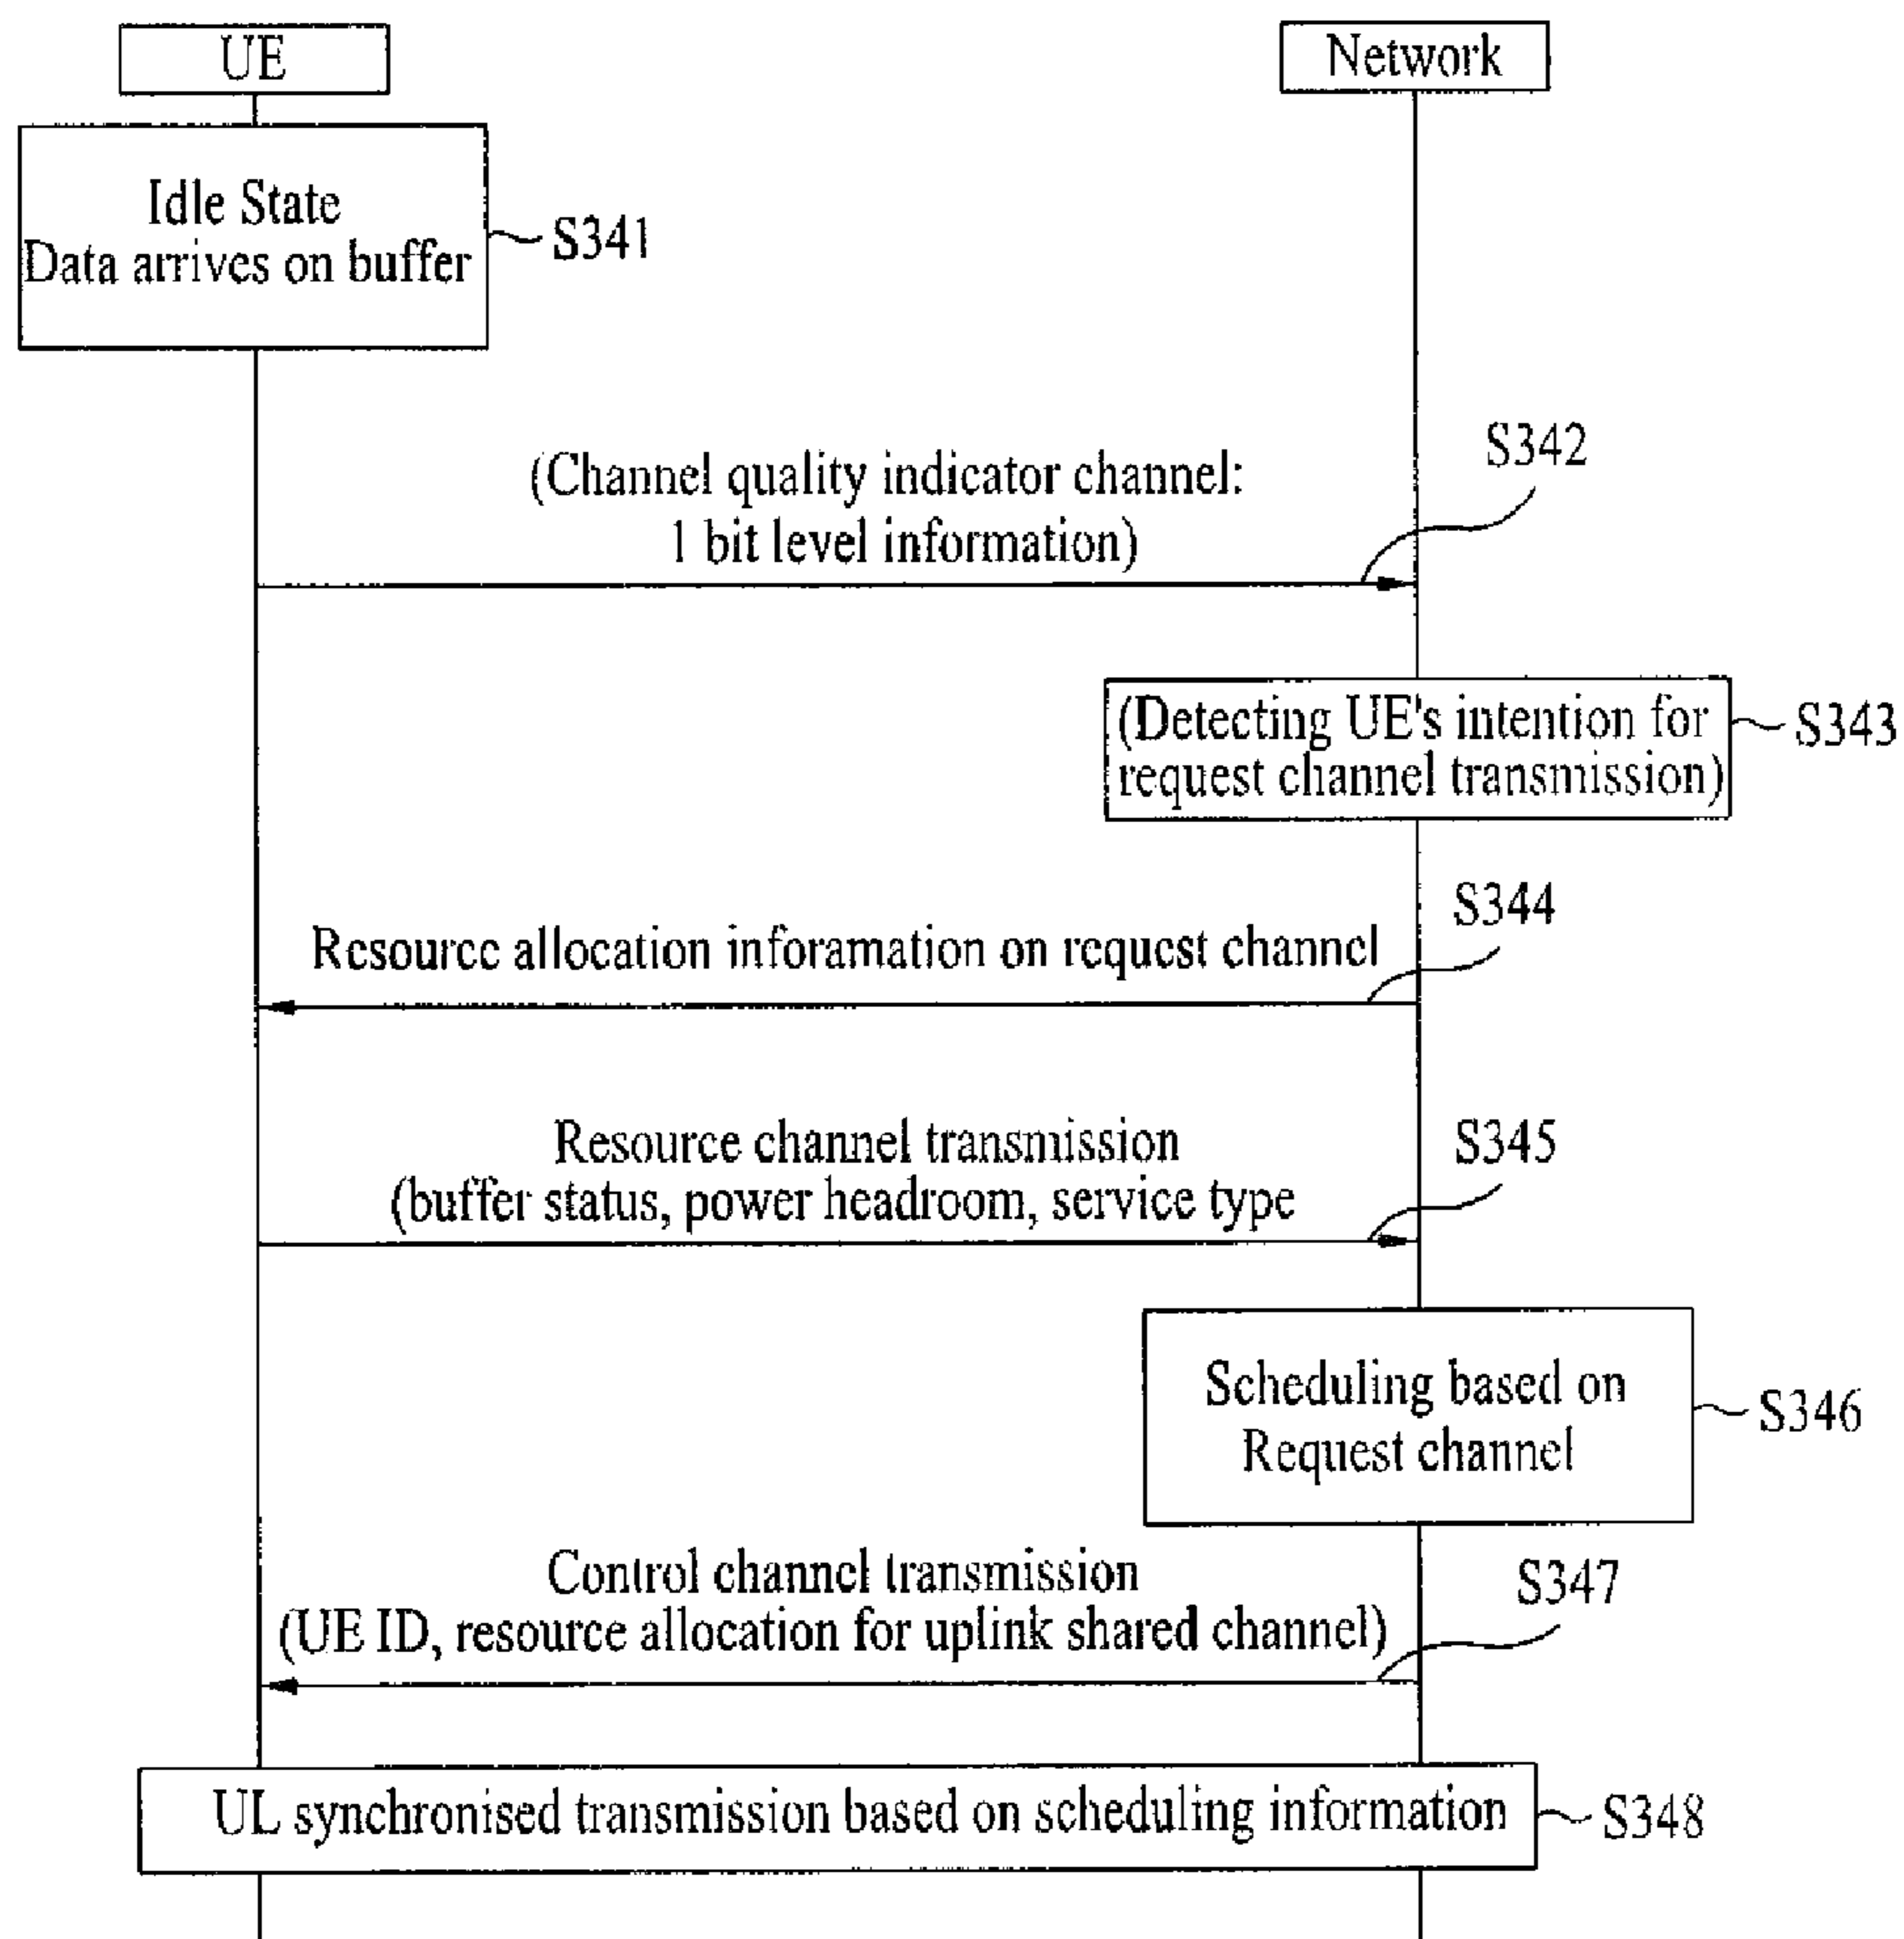 UE
Network
Idle State
Data arrives on buffer
S341
(Channel quality indicator channel:
1 bit level information)
S342
(Detecting UE's intention for
request channel transmission)
S343
Resource allocation inforamation on request channel
S344
Resource channel transmission
(buffer status, power headroom, service type
S345
Scheduling based on
Request channel
S346
Control channel transmission
(UE ID, resource allocation for uplink shared channel)
S347
UL synchronised transmission based on scheduling information
S348